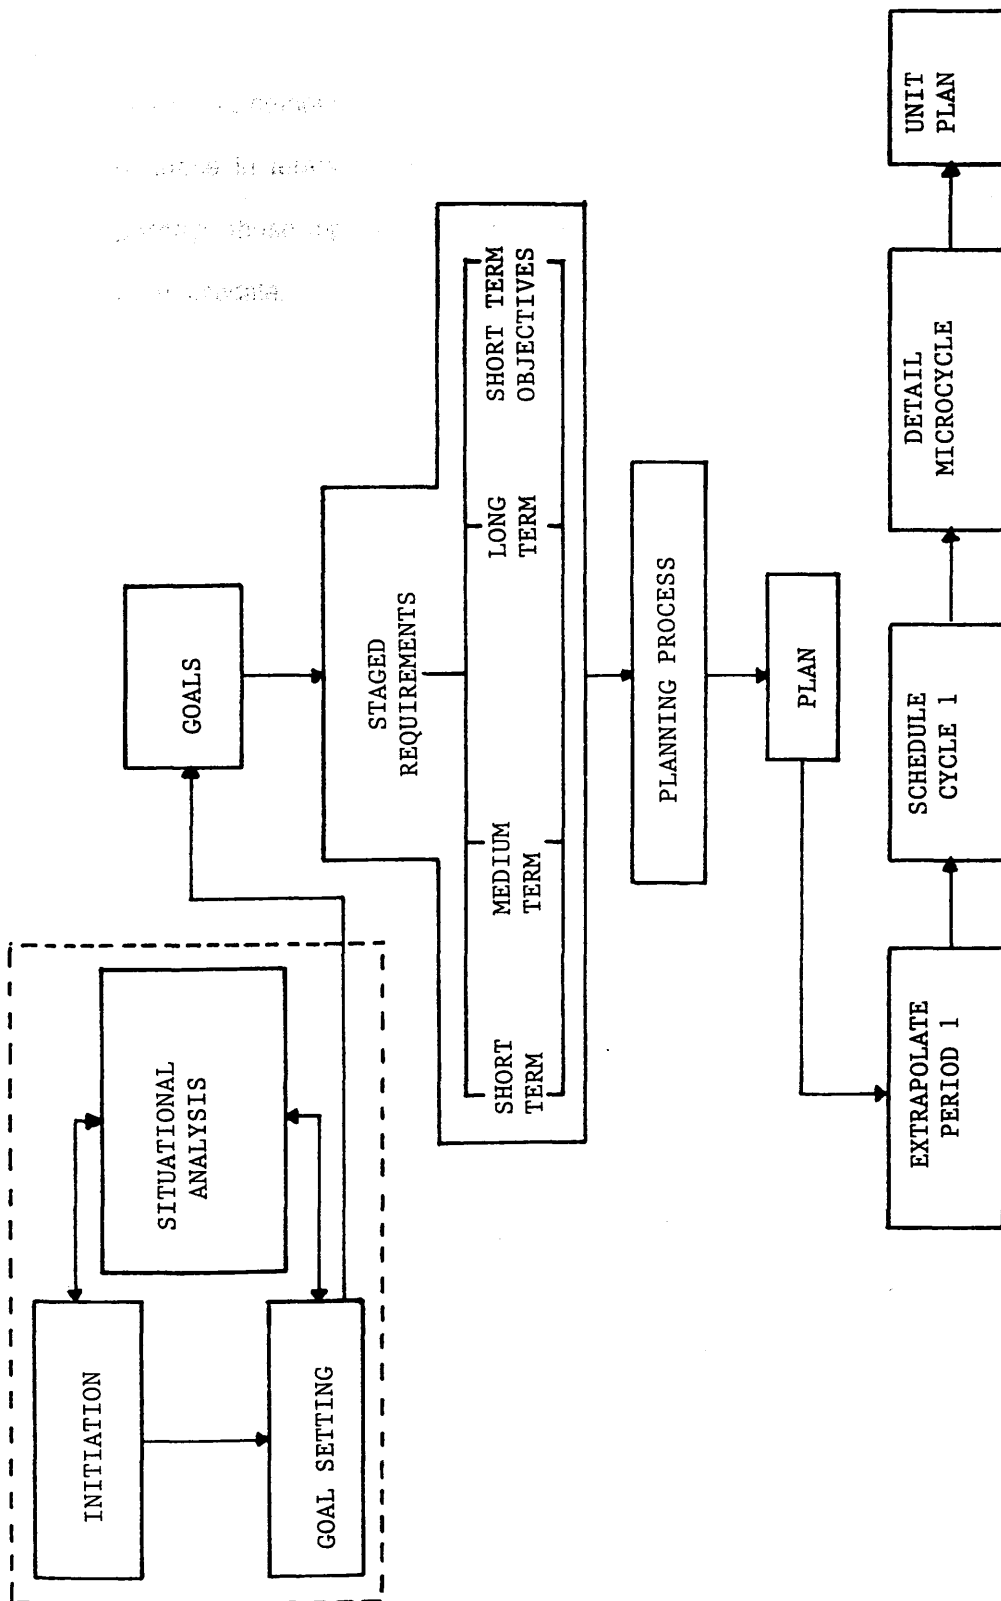 INITIATION
SITUATIONAL
ANALYSIS
GOAL SETTING
GOALS
STAGED
REQUIREMENTS
SHORT
TERM
MEDIUM
TERM
LONG
TERM
SHORT TERM
OBJECTIVES
PLANNING PROCESS
PLAN
EXTRAPOLATE
PERIOD 1
SCHEDULE
CYCLE 1
DETAIL
MICROCYCLE
UNIT
PLAN